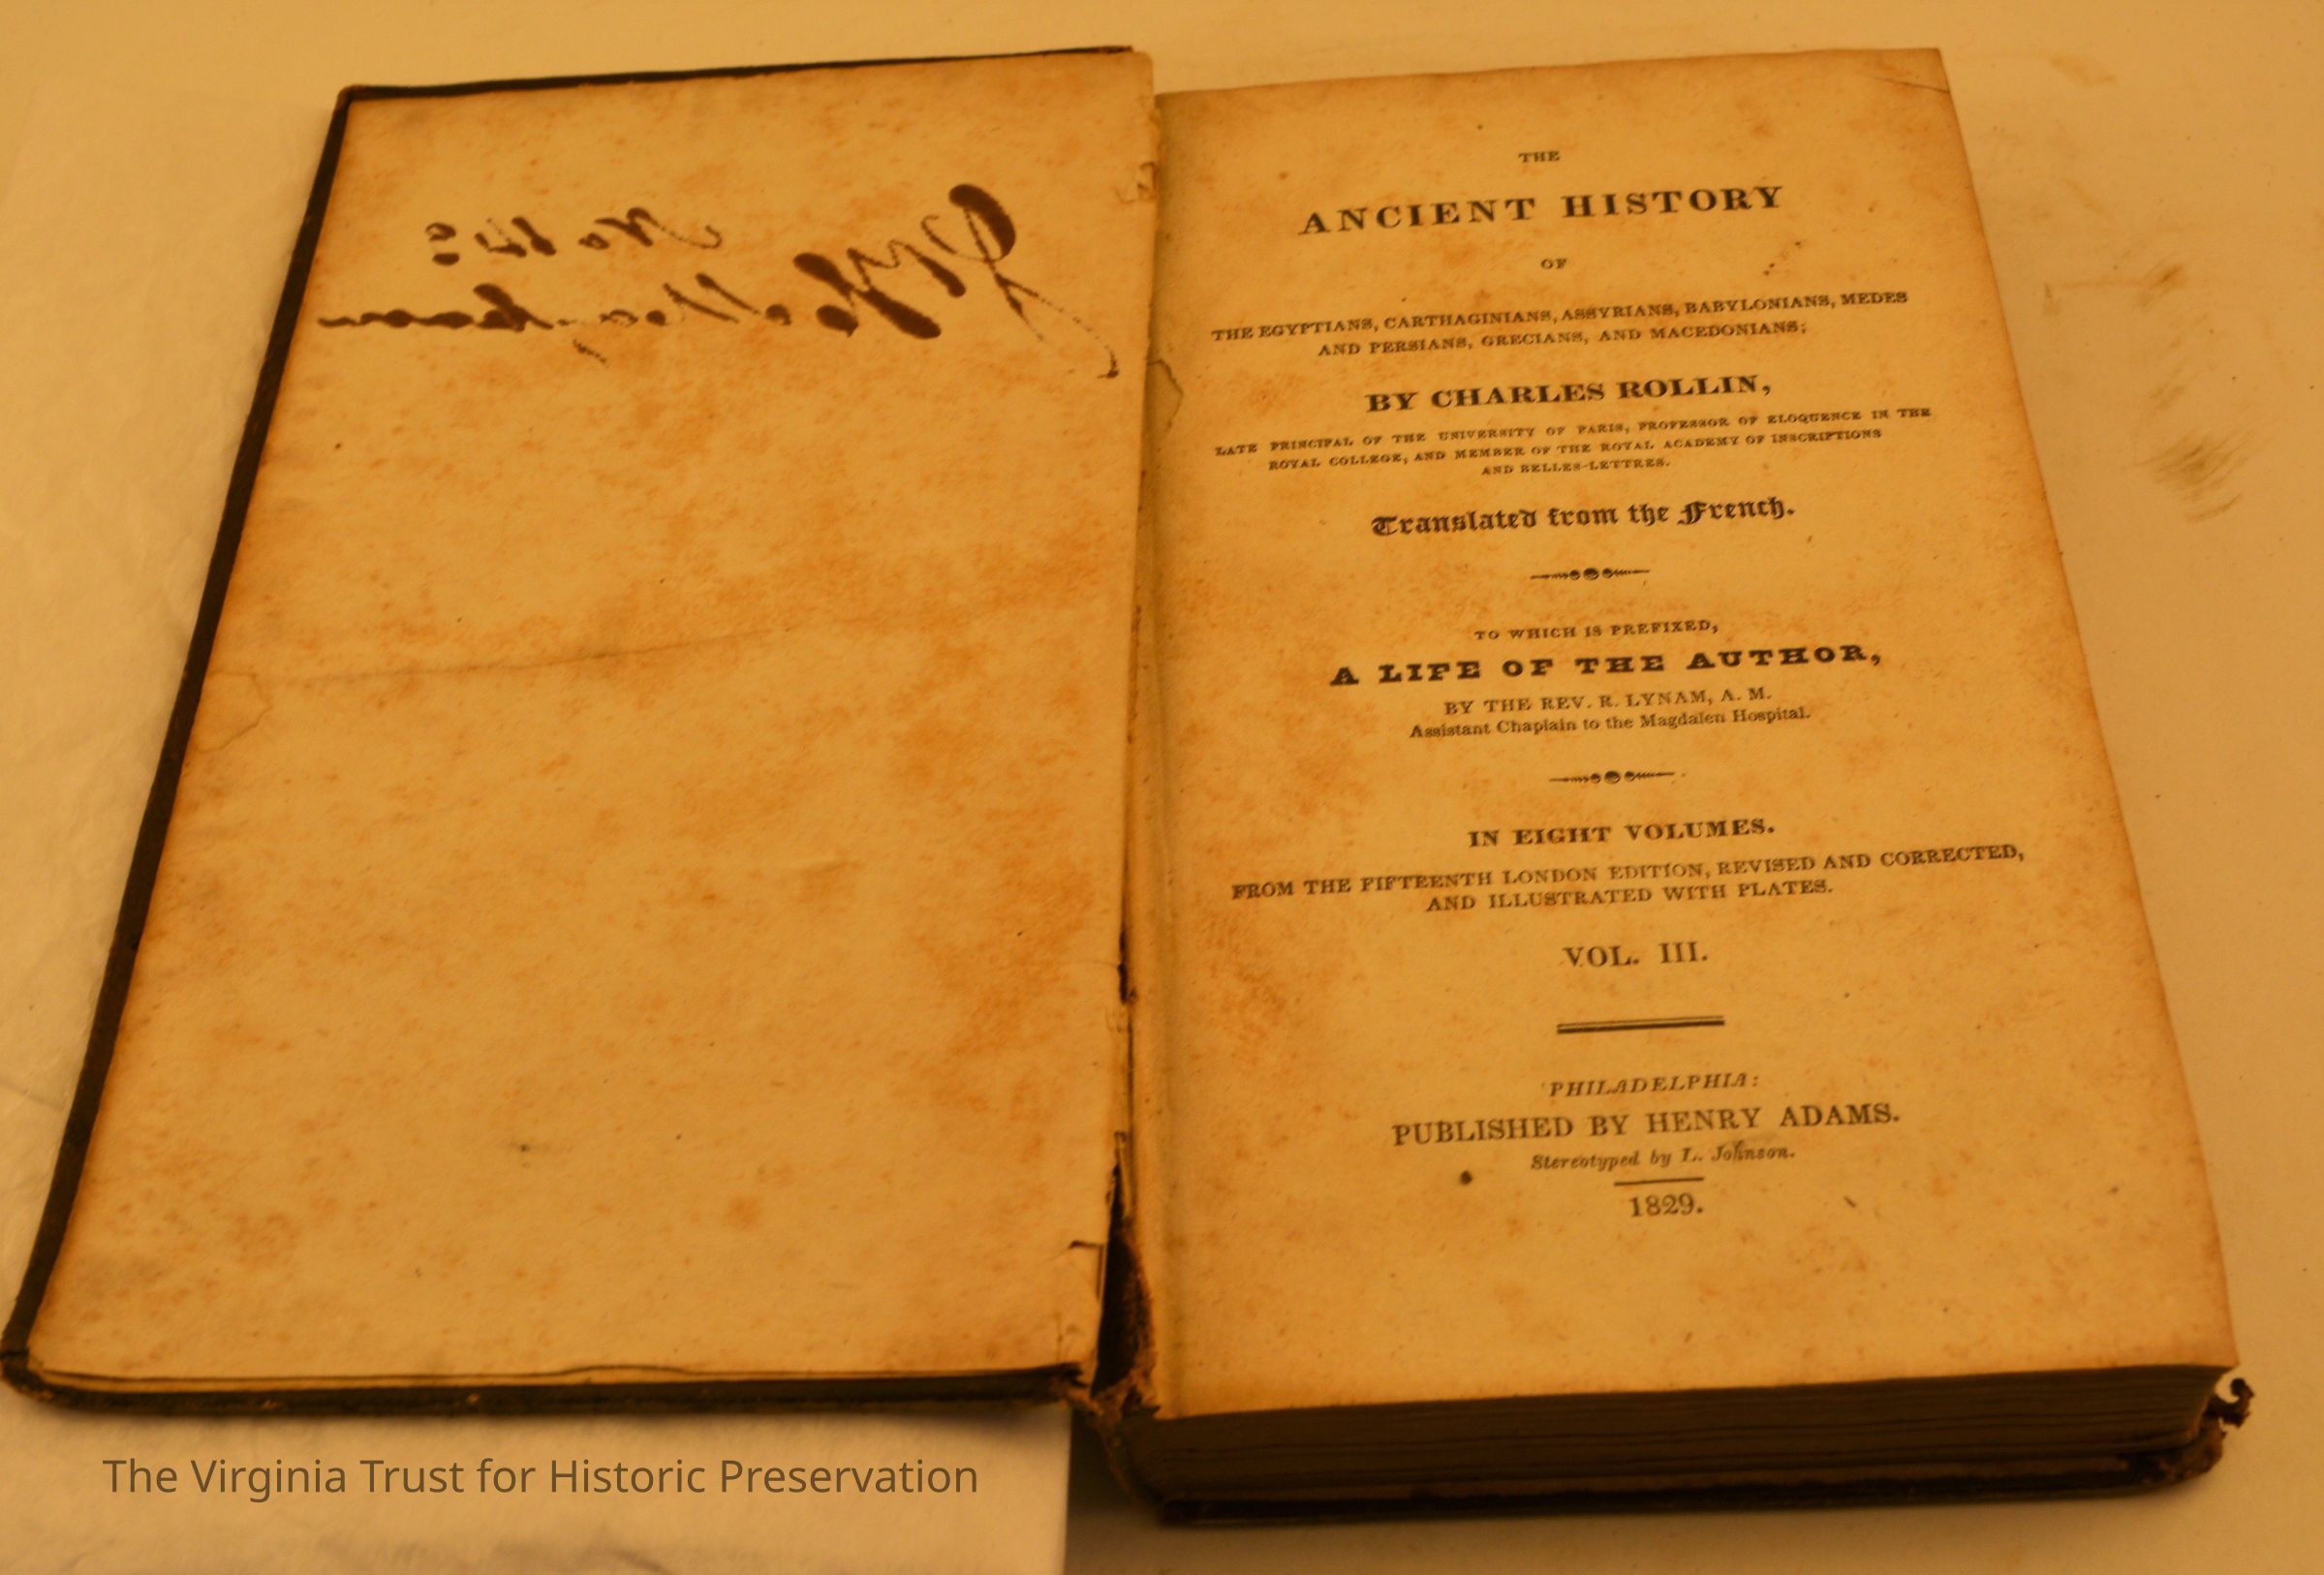 THE
ANCIENT HISTORY
OF
THE EGYPTIANS, CARTHAGINIANS, ASSYRIANS, BABYLONIANS, MEDES
AND PERSIANS, GRECIANS, AND MACEDONIANS;
BY CHARLES ROLLIN,
LATE PRINCIPAL OF THE UNIVERSITY OF PARIS, PROFESSOR OF ELOQUENCE IN THE
ROYAL COLLEGE, AND MEMBER OF THE ROYAL ACADEMY OF INSCRIPTIONS
AND BELLES-LETTRES.
Translated from the French.
TO WHICH IS PREFIXED,
A LIFE OF THE AUTHOR,
BY THE REV. R. LYNAM, A. M.
Assistant Chaplain to the Magdalen Hospital.
IN EIGHT VOLUMES.
FROM THE FIFTEENTH LONDON EDITION, REVISED AND CORRECTED,
AND ILLUSTRATED WITH PLATES.
VOL. III.
PHILADELPHIA:
PUBLISHED BY HENRY ADAMS.
Stereotyped by L. Johnson.
1829.
The Virginia Trust for Historic Preservation